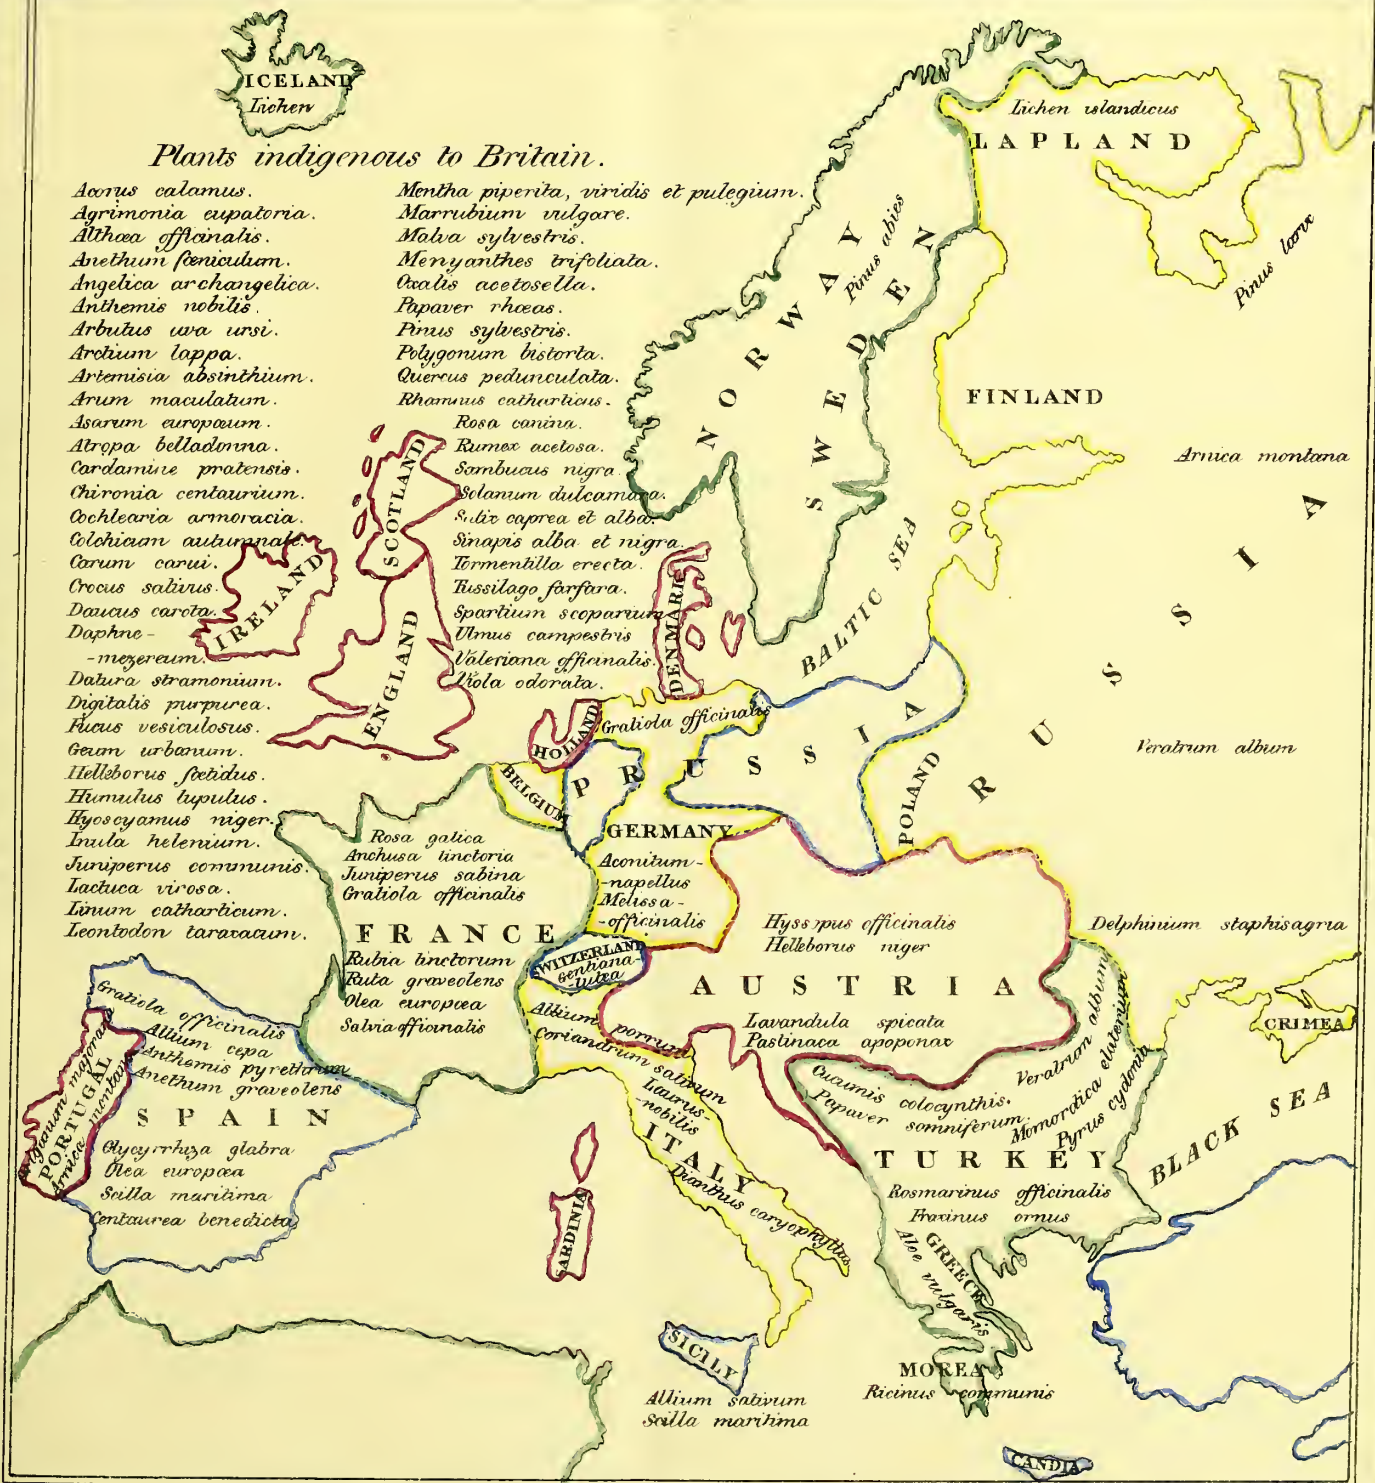 ICELAND
Lichen
Lichen islandicus
LAPLAND
Plants indigenous to Britain.
Acorus calamus.
Agrimonia eupatoria.
Althœa officinalis.
Anethum fœniculum.
Angelica archangelica.
Anthemis nobilis.
Arbutus uva ursi.
Arctium lappa.
Artemisia absinthium.
Arum maculatum.
Asarum europœum.
Atropa belladonna.
Cardamine pratensis.
Chironia centaurium.
Cochlearia armoracia.
Colchicum autumnale.
Carum carui.
Crocus sativus.
Daucus carota.
Daphne-
-mezereum.
Datura stramonium.
Digitalis purpurea.
Fucus vesiculosus.
Geum urbanum.
Helleborus fœtidus.
Humulus lupulus.
Hyoscyamus niger.
Inula helenium.
Juniperus communis.
Lactuca virosa.
Linum catharticum.
Leontodon taraxacum.
Mentha piperita, viridis et pulegium.
Marrubium vulgare.
Malva sylvestris.
Menyanthes trifoliata.
Oxalis acetosella.
Papaver rhœas.
Pinus sylvestris.
Polygonum bistorta.
Quercus pedunculata.
Rhamnus catharticus.
Rosa canina.
Rumex acetosa.
Sambucus nigra.
Solanum dulcamara.
Salix caprea et alba.
Sinapis alba et nigra.
Tormentilla erecta.
Tussilago farfara.
Spartium scoparium
Ulmus campestris
Valeriana officinalis.
Viola odorata.
NORWAY
Pinus abies
SWEDEN
Pinus larix
FINLAND
Arnica montana
RUSSIA
Veratrum album
BALTIC SEA
SCOTLAND
IRELAND
ENGLAND
DENMARK
HOLLAND
Gratiola officinalis
BELGIUM
PRUSSIA
POLAND
GERMANY
Aconitum-
-napellus
Melissa-
-officinalis
Rosa galica
Anchusa tinctoria
Juniperus sabina
Gratiola officinalis
FRANCE
Rubia tinctorum
Ruta graveolens
Olea europœa
Salvia officinalis
SWITZERLAND
Gentiana-
-lutea
Hyssopus officinalis
Helleborus niger
AUSTRIA
Lavandula spicata
Pastinaca apoponax
Delphinium staphisagria
CRIMEA
BLACK SEA
Gratiola officinalis
Allium cepa
Anthemis pyrethrum
Anethum graveolens
SPAIN
Glycyrrhiza glabra
Olea europœa
Scilla maritima
Centaurea benedicta
Origanum majorana
PORTUGAL
Arnica montana
Allium porrum
Coriandrum sativum
Laurus-
-nobilis
ITALY
Dianthus caryophyllus
SARDINIA
SICILY
Allium sativum
Scilla maritima
Cucumis colocynthis.
Papaver somniferum
Veratrum album
Momordica elaterium
Pyrus cydonia
TURKEY
Rosmarinus officinalis
Fraxinus ornus
GREECE
Aloe vulgaris
MOREA
Ricinus communis
CANDIA